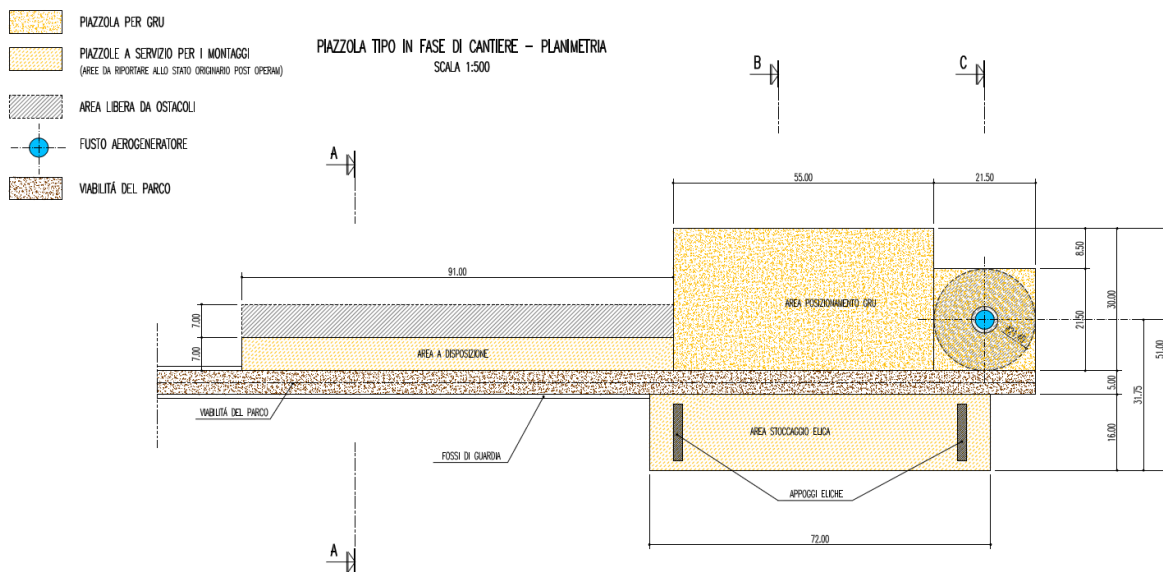 PIAZZOLA PER GRU
PIAZZOLE A SERVIZIO PER I MONTAGGI
(AREE DA RIPORTARE ALLO STATO ORIGINARIO POST OPERAM)
AREA LIBERA DA OSTACOLI
FUSTO AEROGENERATORE
VIABILITÁ DEL PARCO
PIAZZOLA TIPO IN FASE DI CANTIERE – PLANIMETRIA
SCALA 1:500
A
B
C
55.00
21.50
91.00
7.00
7.00
AREA A DISPOSIZIONE
AREA POSIZIONAMENTO GRU
8.50
21.50
30.00
5.00
16.00
31.75
51.00
VIABILITÁ DEL PARCO
FOSSI DI GUARDIA
AREA STOCCAGGIO ELICA
APPOGGI ELICHE
72.00
A